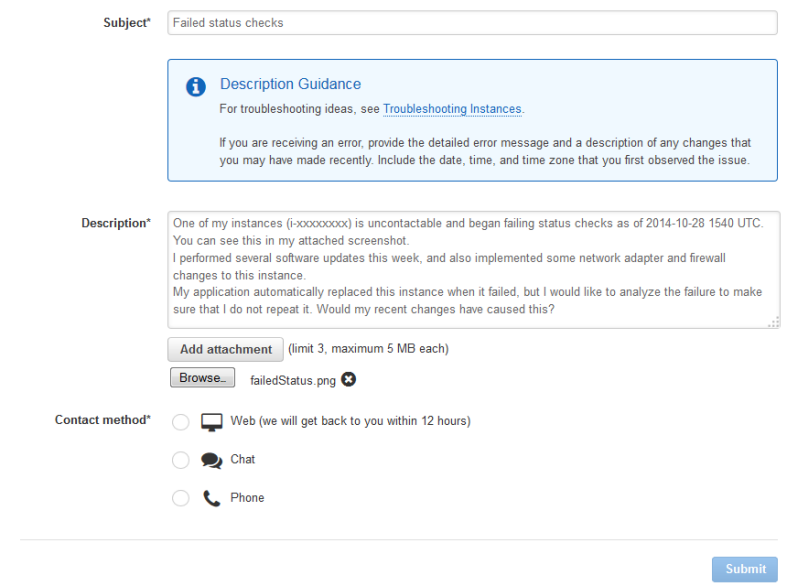 Subject*
Failed status checks
Description Guidance
For troubleshooting ideas, see Troubleshooting Instances.
If you are receiving an error, provide the detailed error message and a description of any changes that
you may have made recently. Include the date, time, and time zone that you first observed the issue.
Description*
One of my instances (i-xxxxxxxx) is uncontactable and began failing status checks as of 2014-10-28 1540 UTC.
You can see this in my attached screenshot.
I performed several software updates this week, and also implemented some network adapter and firewall
changes to this instance.
My application automatically replaced this instance when it failed, but I would like to analyze the failure to make
sure that I do not repeat it. Would my recent changes have caused this?
Add attachment (limit 3, maximum 5 MB each)
Browse.. failedStatus.png
Contact method*
Web (we will get back to you within 12 hours)
Chat
Phone
Submit